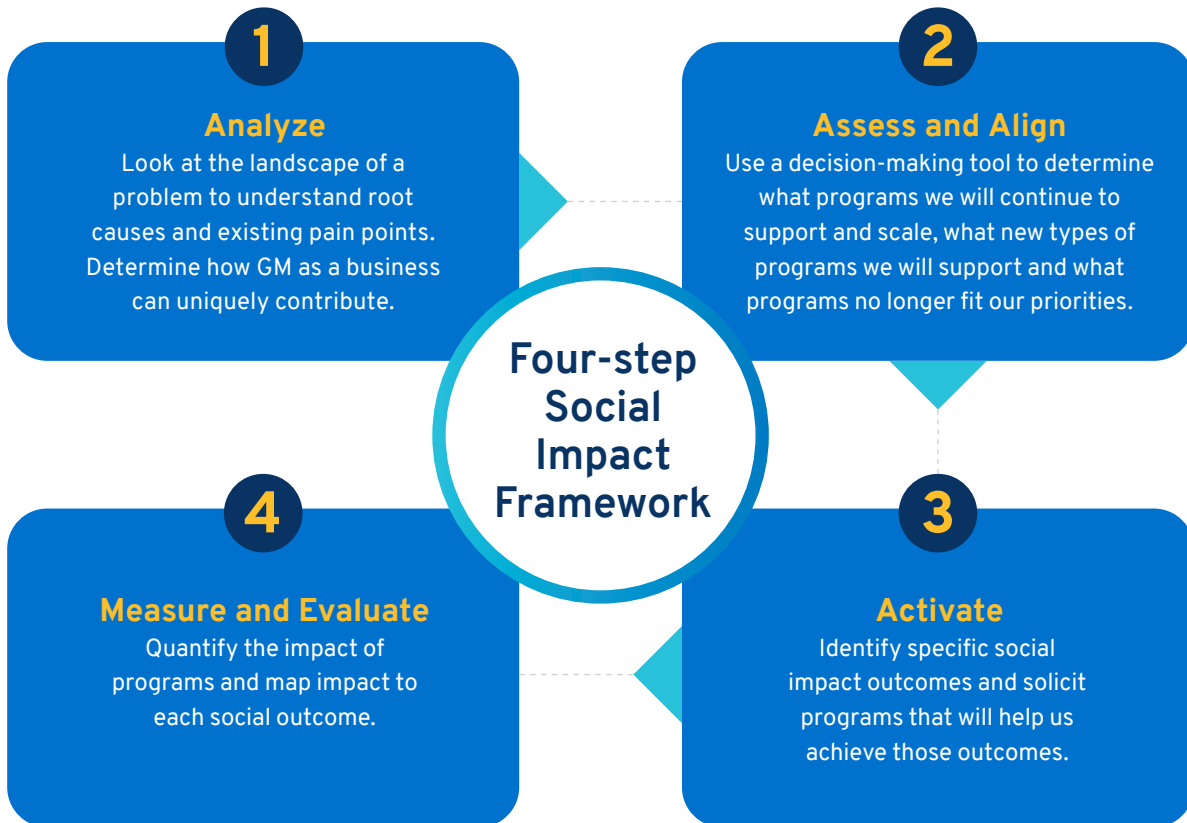 1
Analyze
Look at the landscape of a
problem to understand root
causes and existing pain points.
Determine how GM as a business
can uniquely contribute.
2
Assess and Align
Use a decision-making tool to determine
what programs we will continue to
support and scale, what new types of
programs we will support and what
programs no longer fit our priorities.
Four-step
Social
Impact
Framework
3
Activate
Identify specific social
impact outcomes and solicit
programs that will help us
achieve those outcomes.
4
Measure and Evaluate
Quantify the impact of
programs and map impact to
each social outcome.